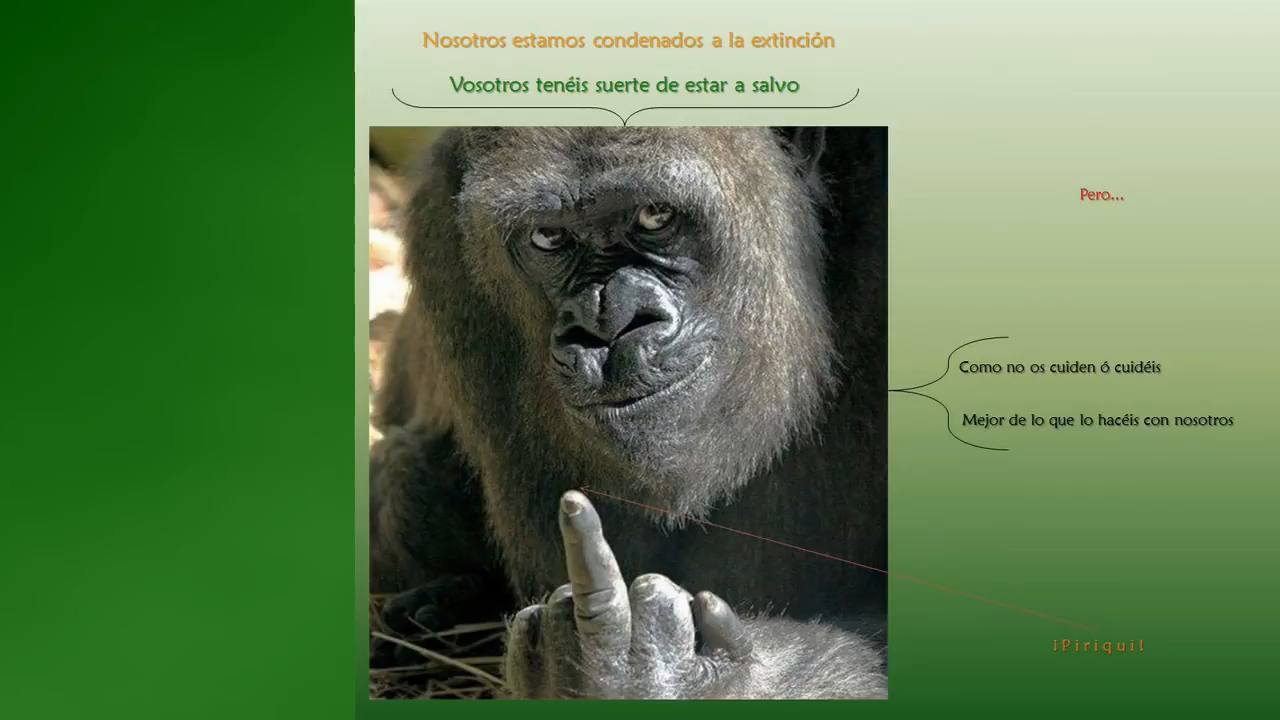 Nosotros estamos condenados a la extinción
Vosotros tenéis suerte de estar a salvo
Pero...
Como no os cuiden ó cuidéis
Mejor de lo que lo hacéis con nosotros
¡Piriqui!